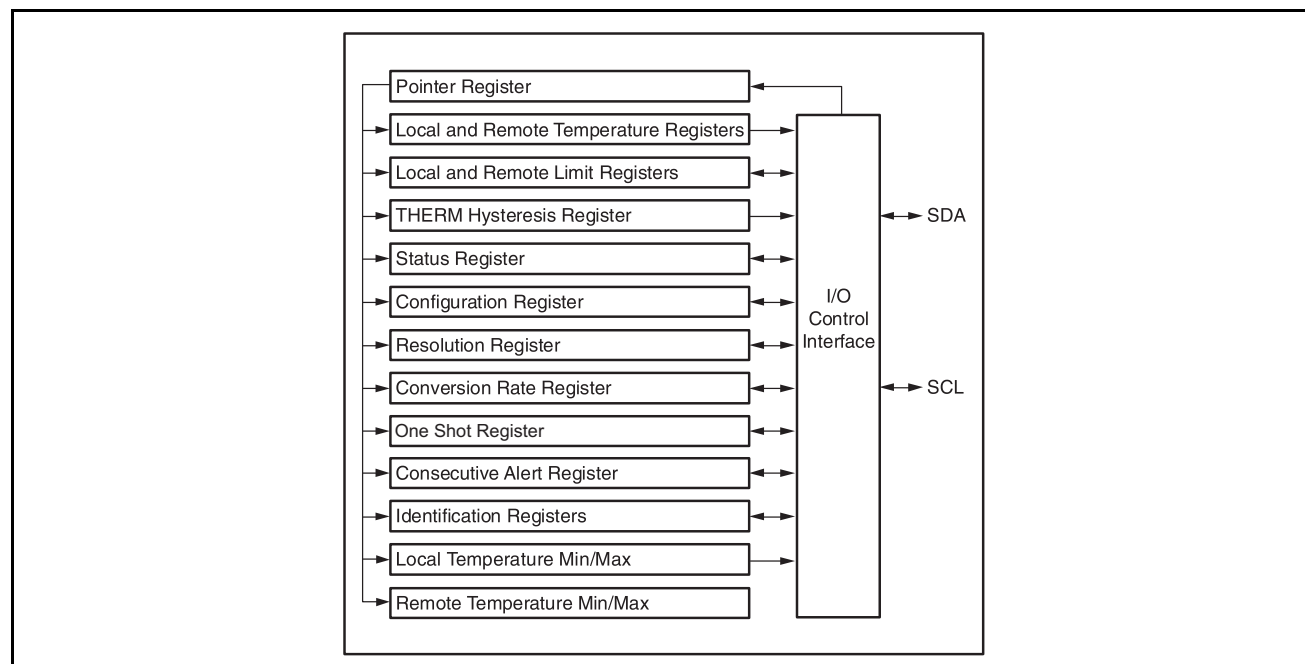 Pointer Register
Local and Remote Temperature Registers
Local and Remote Limit Registers
THERM Hysteresis Register
SDA
Status Register
Configuration Register
I/O
Control
Interface
Resolution Register
Conversion Rate Register
SCL
One Shot Register
Consecutive Alert Register
Identification Registers
Local Temperature Min/Max
Remote Temperature Min/Max